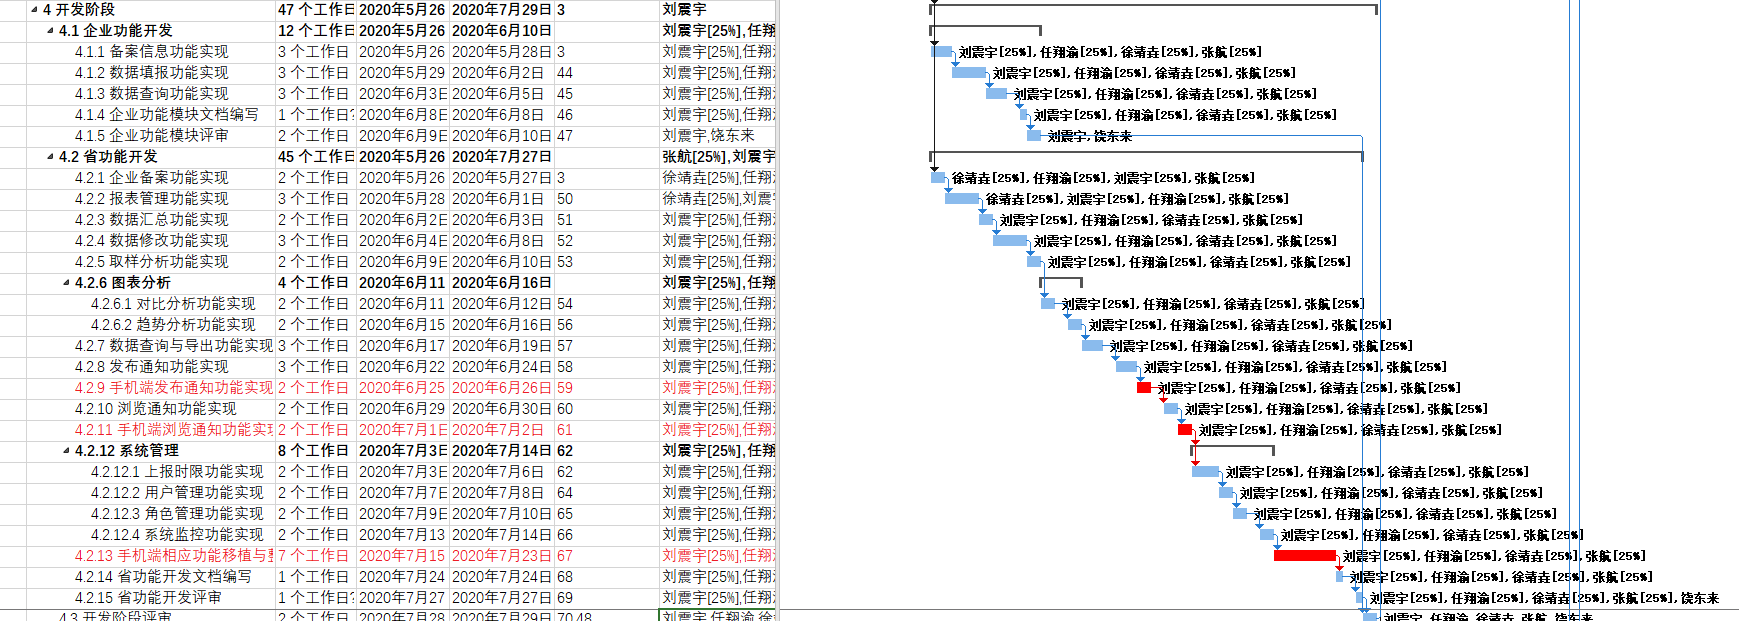 4 开发阶段 47 个工作日 2020年5月26 2020年7月29日 3 刘震宇
4.1 企业功能开发 12 个工作日 2020年5月26 2020年6月10日 刘震宇[25%],任翔
4.1.1 备案信息功能实现 3 个工作日 2020年5月26 2020年5月28日 3 刘震宇[25%],任翔 刘震宇[25%],任翔渝[25%],徐靖垚[25%],张航[25%]
4.1.2 数据填报功能实现 3 个工作日 2020年5月29 2020年6月2日 44 刘震宇[25%],任翔 刘震宇[25%],任翔渝[25%],徐靖垚[25%],张航[25%]
4.1.3 数据查询功能实现 3 个工作日 2020年6月3日 2020年6月5日 45 刘震宇[25%],任翔 刘震宇[25%],任翔渝[25%],徐靖垚[25%],张航[25%]
4.1.4 企业功能模块文档编写 1 个工作日? 2020年6月8日 2020年6月8日 46 刘震宇[25%],任翔 刘震宇[25%],任翔渝[25%],徐靖垚[25%],张航[25%]
4.1.5 企业功能模块评审 2 个工作日 2020年6月9日 2020年6月10日 47 刘震宇,饶东来 刘震宇,饶东来
4.2 省功能开发 45 个工作日 2020年5月26 2020年7月27日 张航[25%],刘震宇
4.2.1 企业备案功能实现 2 个工作日 2020年5月26 2020年5月27日 3 徐靖垚[25%],任翔 徐靖垚[25%],任翔渝[25%],刘震宇[25%],张航[25%]
4.2.2 报表管理功能实现 3 个工作日 2020年5月28 2020年6月1日 50 徐靖垚[25%],刘震 徐靖垚[25%],刘震宇[25%],任翔渝[25%],张航[25%]
4.2.3 数据汇总功能实现 2 个工作日 2020年6月2日 2020年6月3日 51 刘震宇[25%],任翔 刘震宇[25%],任翔渝[25%],徐靖垚[25%],张航[25%]
4.2.4 数据修改功能实现 3 个工作日 2020年6月4日 2020年6月8日 52 刘震宇[25%],任翔 刘震宇[25%],任翔渝[25%],徐靖垚[25%],张航[25%]
4.2.5 取样分析功能实现 2 个工作日 2020年6月9日 2020年6月10日 53 刘震宇[25%],任翔 刘震宇[25%],任翔渝[25%],徐靖垚[25%],张航[25%]
4.2.6 图表分析 4 个工作日 2020年6月11 2020年6月16日 刘震宇[25%],任翔
4.2.6.1 对比分析功能实现 2 个工作日 2020年6月11 2020年6月12日 54 刘震宇[25%],任翔 刘震宇[25%],任翔渝[25%],徐靖垚[25%],张航[25%]
4.2.6.2 趋势分析功能实现 2 个工作日 2020年6月15 2020年6月16日 56 刘震宇[25%],任翔 刘震宇[25%],任翔渝[25%],徐靖垚[25%],张航[25%]
4.2.7 数据查询与导出功能实现 3 个工作日 2020年6月17 2020年6月19日 57 刘震宇[25%],任翔 刘震宇[25%],任翔渝[25%],徐靖垚[25%],张航[25%]
4.2.8 发布通知功能实现 3 个工作日 2020年6月22 2020年6月24日 58 刘震宇[25%],任翔 刘震宇[25%],任翔渝[25%],徐靖垚[25%],张航[25%]
4.2.9 手机端发布通知功能实现 2 个工作日 2020年6月25 2020年6月26日 59 刘震宇[25%],任翔 刘震宇[25%],任翔渝[25%],徐靖垚[25%],张航[25%]
4.2.10 浏览通知功能实现 2 个工作日 2020年6月29 2020年6月30日 60 刘震宇[25%],任翔 刘震宇[25%],任翔渝[25%],徐靖垚[25%],张航[25%]
4.2.11 手机端浏览通知功能实现 2 个工作日 2020年7月1日 2020年7月2日 61 刘震宇[25%],任翔 刘震宇[25%],任翔渝[25%],徐靖垚[25%],张航[25%]
4.2.12 系统管理 8 个工作日 2020年7月3日 2020年7月14日 62 刘震宇[25%],任翔
4.2.12.1 上报时限功能实现 2 个工作日 2020年7月3日 2020年7月6日 62 刘震宇[25%],任翔 刘震宇[25%],任翔渝[25%],徐靖垚[25%],张航[25%]
4.2.12.2 用户管理功能实现 2 个工作日 2020年7月7日 2020年7月8日 64 刘震宇[25%],任翔 刘震宇[25%],任翔渝[25%],徐靖垚[25%],张航[25%]
4.2.12.3 角色管理功能实现 2 个工作日 2020年7月9日 2020年7月10日 65 刘震宇[25%],任翔 刘震宇[25%],任翔渝[25%],徐靖垚[25%],张航[25%]
4.2.12.4 系统监控功能实现 2 个工作日 2020年7月13 2020年7月14日 66 刘震宇[25%],任翔 刘震宇[25%],任翔渝[25%],徐靖垚[25%],张航[25%]
4.2.13 手机端相应功能移植与 7 个工作日 2020年7月15 2020年7月23日 67 刘震宇[25%],任翔 刘震宇[25%],任翔渝[25%],徐靖垚[25%],张航[25%]
4.2.14 省功能开发文档编写 1 个工作日 2020年7月24 2020年7月24日 68 刘震宇[25%],任翔 刘震宇[25%],任翔渝[25%],徐靖垚[25%],张航[25%]
4.2.15 省功能开发评审 1 个工作日? 2020年7月27 2020年7月27日 69 刘震宇[25%],任翔 刘震宇[25%],任翔渝[25%],徐靖垚[25%],张航[25%],饶东来
4.3 开发阶段评审 2 个工作日 2020年7月28 2020年7月29日 70,48 刘震宇,任翔渝,徐 刘震宇,任翔渝,徐靖垚,张航,饶东来